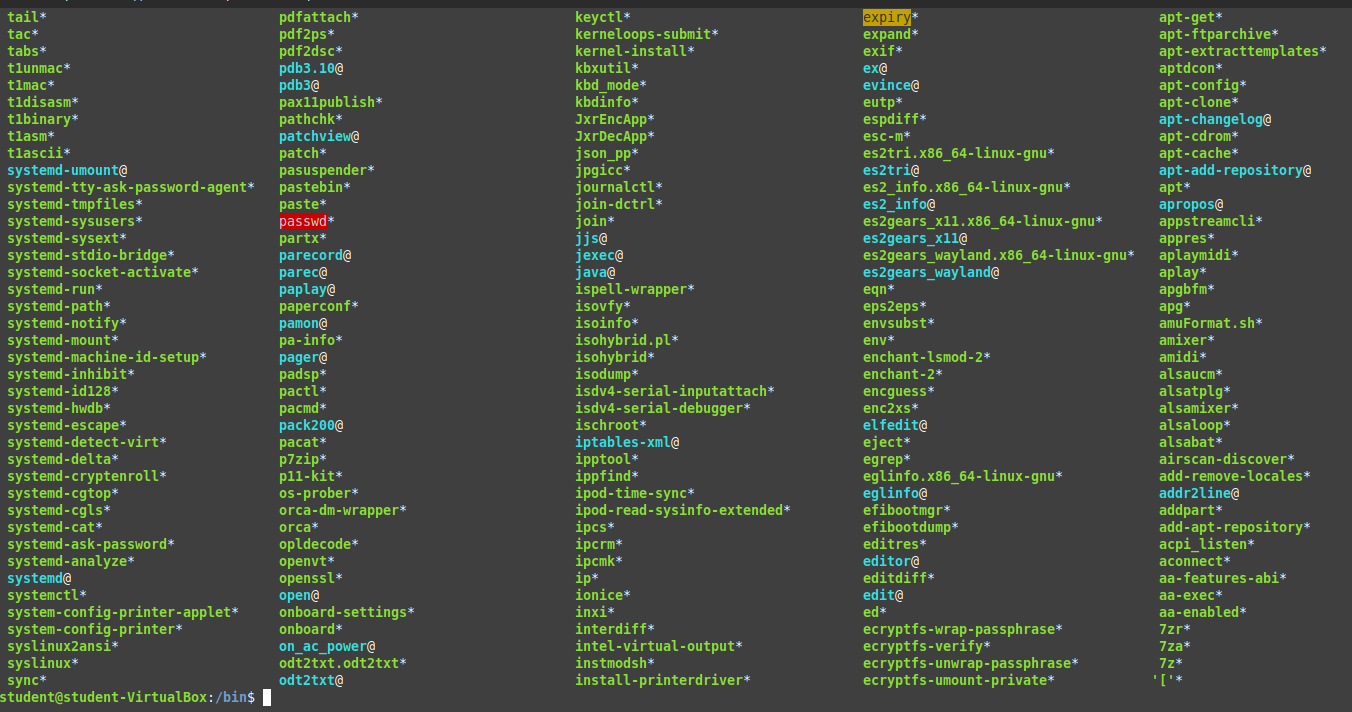 tail* pdfattach* keyctl* expiry* apt-get*
tac* pdf2ps* kerneloops-submit* expand* apt-ftparchive*
tabs* pdf2dsc* kernel-install* exif* apt-extracttemplates*
t1unmac* pdb3.10@ kbxutil* ex@ aptdcon*
t1mac* pdb3@ kbd_mode* evince@ apt-config*
t1disasm* pax11publish* kbdinfo* eutp* apt-clone*
t1binary* pathchk* JxrEncApp* espdiff* apt-changelog@
t1asm* patchview@ JxrDecApp* esc-m* apt-cdrom*
t1ascii* patch* json_pp* es2tri.x86_64-linux-gnu* apt-cache*
systemd-umount@ pasuspender* jpgicc* es2tri@ apt-add-repository@
systemd-tty-ask-password-agent* pastebin* journalctl* es2_info.x86_64-linux-gnu* apt*
systemd-tmpfiles* paste* join-dctrl* es2_info@ apropos@
systemd-sysusers* passwd* join* es2gears_x11.x86_64-linux-gnu* appstreamcli*
systemd-sysext* partx* jjs@ es2gears_x11@ appres*
systemd-stdio-bridge* parecord@ jexec@ es2gears_wayland.x86_64-linux-gnu* aplaymidi*
systemd-socket-activate* parec@ java@ es2gears_wayland@ aplay*
systemd-run* paplay@ ispell-wrapper* eqn* apgbfm*
systemd-path* paperconf* isovfy* eps2eps* apg*
systemd-notify* pamon@ isoinfo* envsubst* amuFormat.sh*
systemd-mount* pa-info* isohybrid.pl* env* amixer*
systemd-machine-id-setup* pager@ isohybrid* enchant-lsmod-2* amidi*
systemd-inhibit* padsp* isodump* enchant-2* alsaucm*
systemd-id128* pactl* isdv4-serial-inputattach* encguess* alsatplg*
systemd-hwdb* pacmd* isdv4-serial-debugger* enc2xs* alsamixer*
systemd-escape* pack200@ ischroot* elfedit@ alsaloop*
systemd-detect-virt* pacat* iptables-xml@ eject* alsabat*
systemd-delta* p7zip* ipptool* egrep* airscan-discover*
systemd-cryptenroll* p11-kit* ippfind* eglinfo.x86_64-linux-gnu* add-remove-locales*
systemd-cgtop* os-prober* ipod-time-sync* eglinfo@ addr2line@
systemd-cgls* orca-dm-wrapper* ipod-read-sysinfo-extended* efibootmgr* addpart*
systemd-cat* orca* ipcs* efibootdump* add-apt-repository*
systemd-ask-password* opldecode* ipcrm* editres* acpi_listen*
systemd-analyze* openvt* ipcmk* editor@ aconnect*
systemd@ openssl* ip* editdiff* aa-features-abi*
systemctl* open@ ionice* edit@ aa-exec*
system-config-printer-applet* onboard-settings* inxi* ed* aa-enabled*
system-config-printer* onboard* interdiff* ecryptfs-wrap-passphrase* 7zr*
syslinux2ansi* on_ac_power@ intel-virtual-output* ecryptfs-verify* 7za*
syslinux* odt2txt.odt2txt* instmodsh* ecryptfs-unwrap-passphrase* 7z*
sync* odt2txt@ install-printerdriver* ecryptfs-umount-private* '['*
student@student-VirtualBox:/bin$